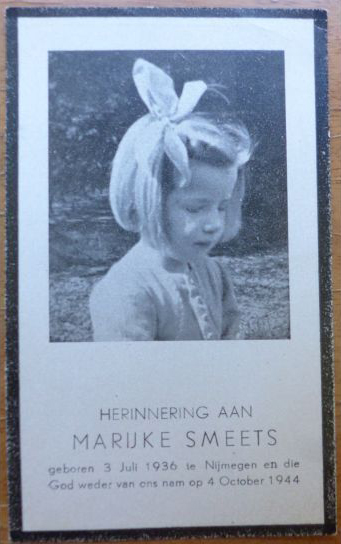 HERINNERING AAN
MARIJKE SMEETS
geboren 3 Juli 1936 te Nijmegen en die
God weder van ons nam op 4 October 1944